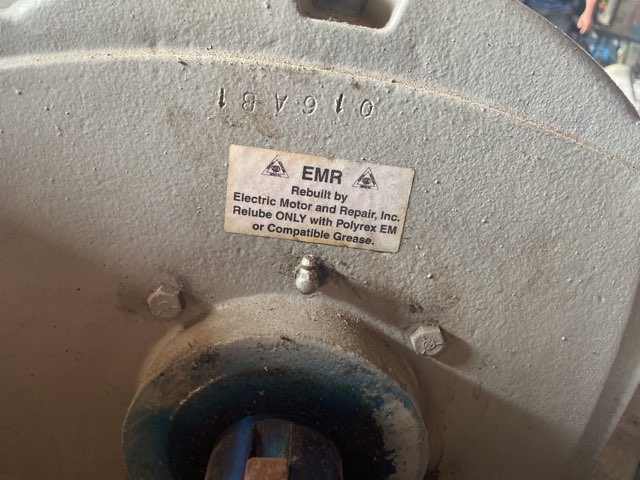 EMR
Rebuilt by
Electric Motor and Repair, Inc.
Relube ONLY with Polyrex EM
or Compatible Grease.